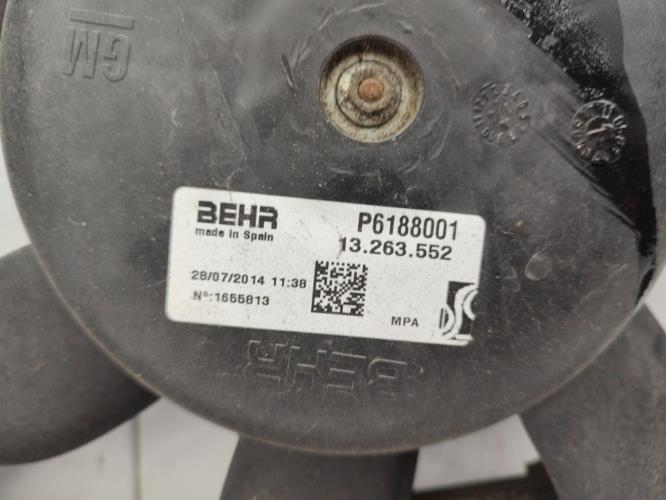 GM
BEHR
made in Spain
P6188001
13.263.552
28/07/2014 11:38
Nº:1655813
MPA
BEHR